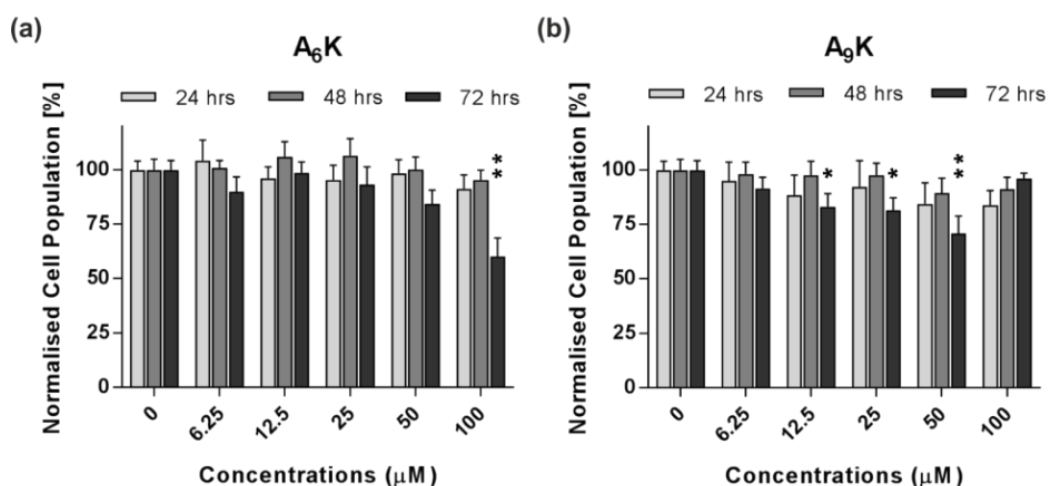 (a)
A₆K
24 hrs 48 hrs 72 hrs
Normalised Cell Population [%]
100
75
50
25
0
**
0 6.25 12.5 25 50 100
Concentrations (μM)
(b)
A₉K
24 hrs 48 hrs 72 hrs
Normalised Cell Population [%]
100
75
50
25
0
* * **
0 6.25 12.5 25 50 100
Concentrations (μM)